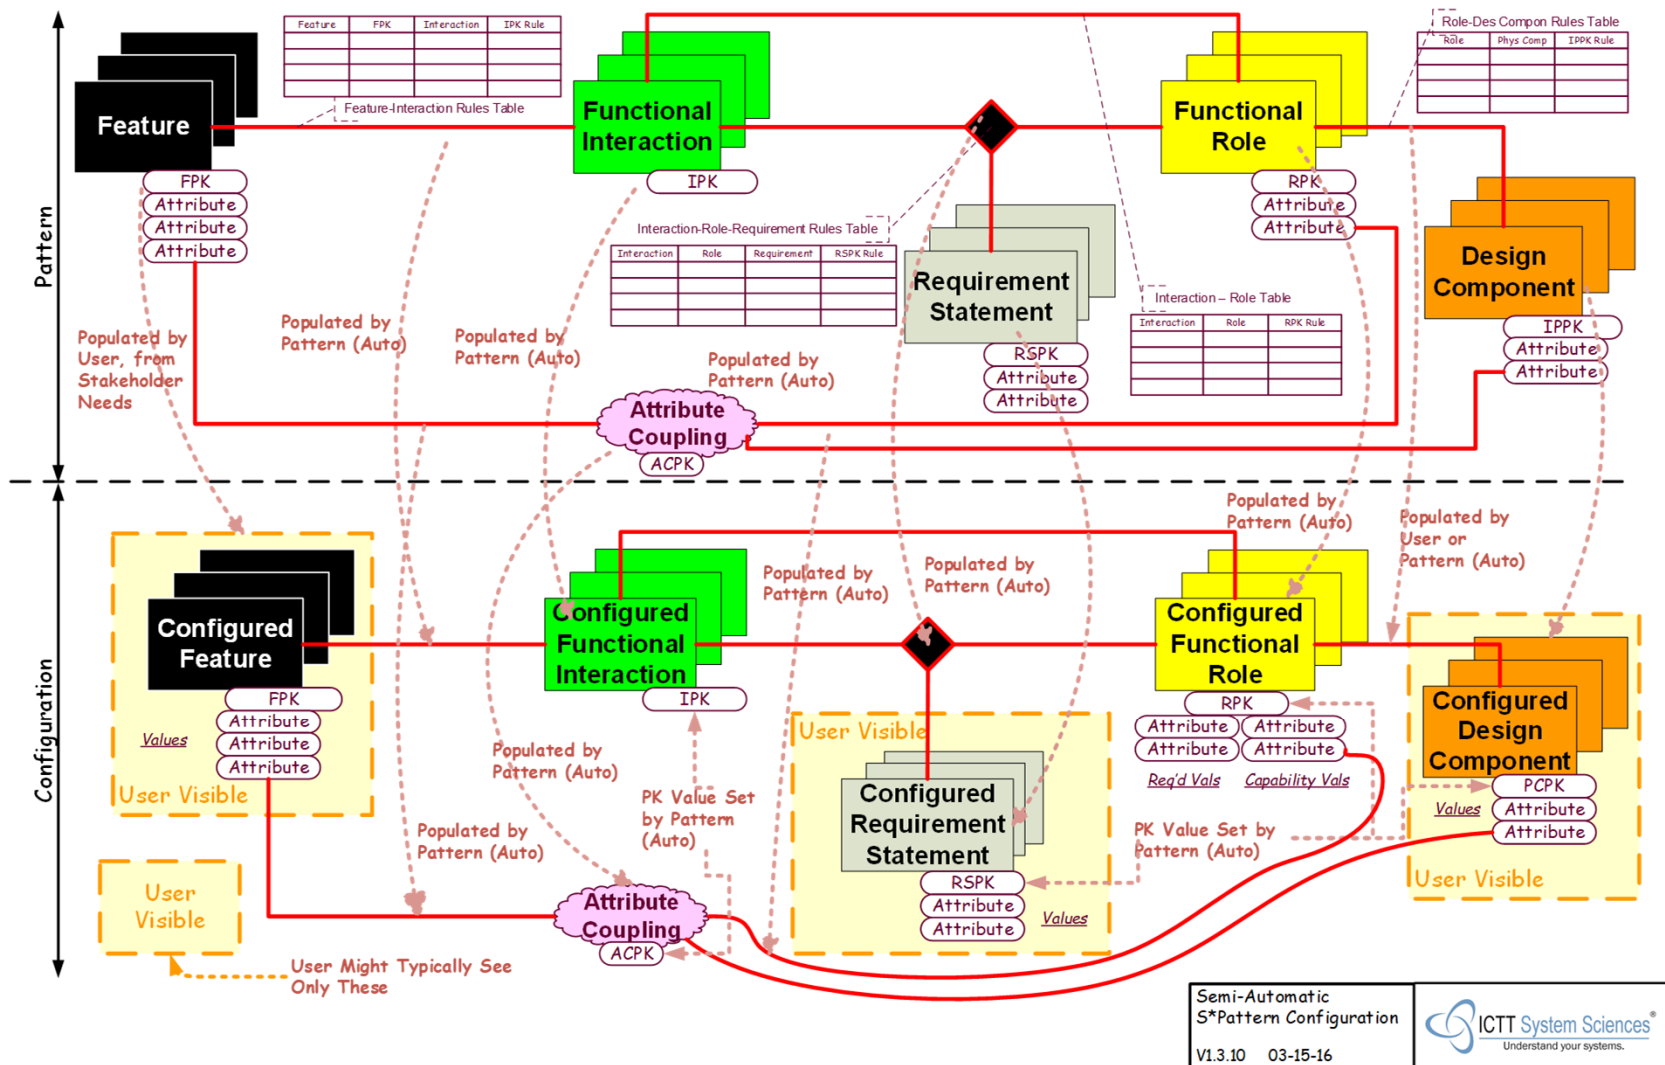 Feature FPK Interaction IPK Rule
Feature-Interaction Rules Table
Role-Des Compon Rules Table
Role Phys Comp IPPK Rule
Pattern
Feature
FPK
Attribute
Attribute
Attribute
Functional
Interaction
IPK
Functional
Role
RPK
Attribute
Attribute
Interaction-Role-Requirement Rules Table
Interaction Role Requirement RSPK Rule
Requirement
Statement
RSPK
Attribute
Attribute
Interaction – Role Table
Interaction Role RPK Rule
Design
Component
IPPK
Attribute
Attribute
Populated by
User, from
Stakeholder
Needs
Populated by
Pattern (Auto)
Populated by
Pattern (Auto)
Populated by
Pattern (Auto)
Attribute
Coupling
ACPK
Configuration
Populated by
Pattern (Auto)
Populated by
User or
Pattern (Auto)
Populated by
Pattern (Auto)
Populated by
Pattern (Auto)
Configured
Feature
FPK
Attribute
Attribute
Attribute
Values
User Visible
Configured
Functional
Interaction
IPK
Configured
Functional
Role
RPK
Attribute Attribute
Attribute Attribute
Req'd Vals Capability Vals
Configured
Design
Component
PCPK
Attribute
Attribute
Values
User Visible
User Visible
Configured
Requirement
Statement
RSPK
Attribute
Attribute
Values
Populated by
Pattern (Auto)
Populated by
Pattern (Auto)
PK Value Set
by Pattern
(Auto)
PK Value Set by
Pattern (Auto)
Attribute
Coupling
ACPK
User
Visible
User Might Typically See
Only These
Semi-Automatic
S*Pattern Configuration
V1.3.10 03-15-16
ICTT System Sciences®
Understand your systems.